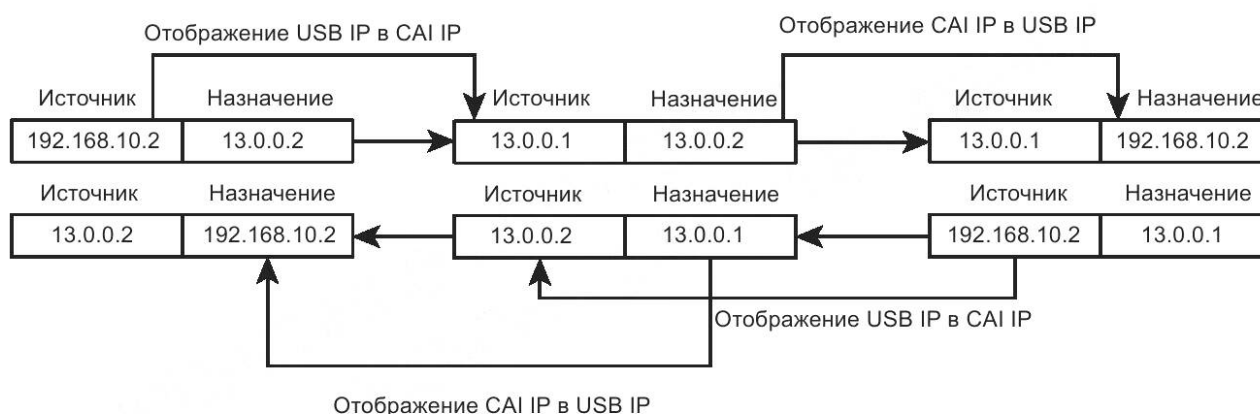 Отображение USB IP в CAI IP
Отображение CAI IP в USB IP
Источник Назначение Источник Назначение Источник Назначение
192.168.10.2 13.0.0.2 13.0.0.1 13.0.0.2 13.0.0.1 192.168.10.2
Источник Назначение Источник Назначение Источник Назначение
13.0.0.2 192.168.10.2 13.0.0.2 13.0.0.1 192.168.10.2 13.0.0.1
Отображение USB IP в CAI IP
Отображение CAI IP в USB IP